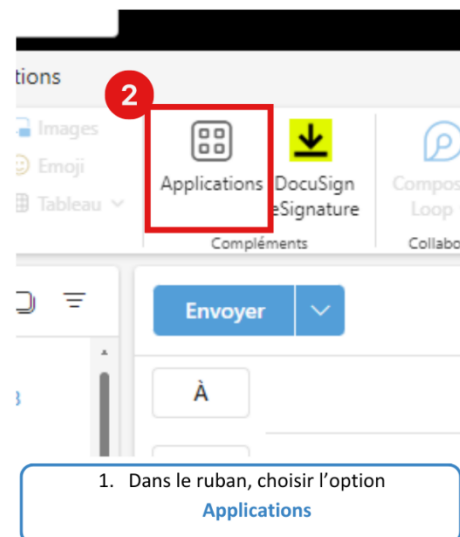 tions
2
Images
Emoji
Tableau
Applications
DocuSign
eSignature
Compos
Loop
Compléments
Collabo
Envoyer
À
1. Dans le ruban, choisir l’option
Applications